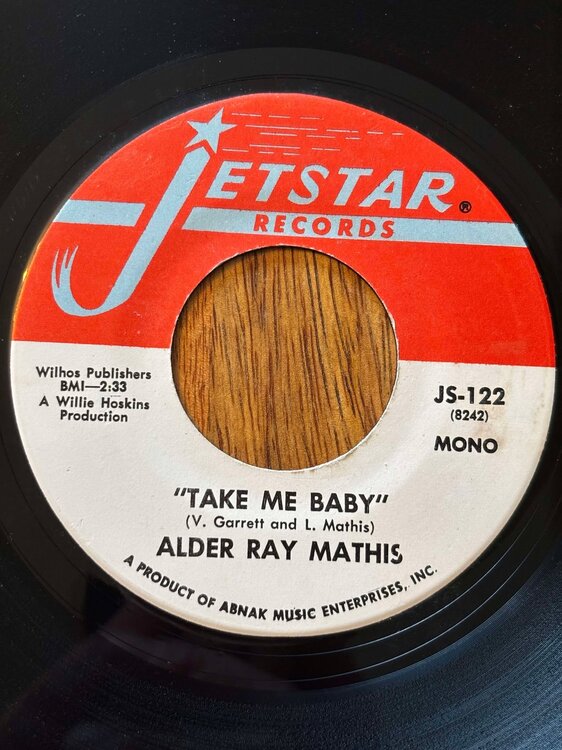 JETSTAR ®
RECORDS
Wilhos Publishers
BMI—2:33
A Willie Hoskins
Production
JS-122
(8242)
MONO
"TAKE ME BABY"
(V. Garrett and L. Mathis)
ALDER RAY MATHIS
A PRODUCT OF ABNAK MUSIC ENTERPRISES, INC.